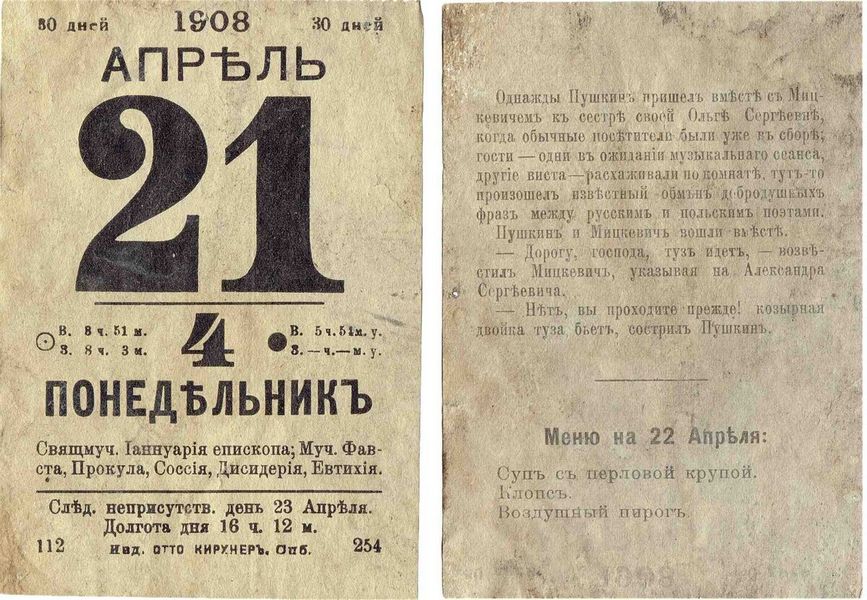 30 дней 1908 30 дней
АПРѢЛЬ
21
В. 8 ч. 51 м.
З. 8 ч. 3 м.
4
В. 5 ч. 51 м. у.
З. — ч. — м. у.
ПОНЕДѢЛЬНИКЪ
Свящмуч. Іаннуарія епископа; Муч. Фав-
ста, Прокула, Соссія, Дисидерія, Евтихія.
Слѣд. неприсутств. день 23 Апрѣля.
Долгота дня 16 ч. 12 м.
112 Изд. ОТТО КИРХНЕРЪ, Спб. 254
Однажды Пушкинъ пришелъ вмѣстѣ съ Миц-
кевичемъ къ сестрѣ своей Ольгѣ Сергѣевнѣ,
когда обычные посѣтители были уже въ сборѣ;
гости — одни въ ожиданіи музыкальнаго сеанса,
другіе виста — расхаживали по комнатѣ, тутъ-то
произошелъ извѣстный обмѣнъ добродушныхъ
фразъ между русскимъ и польскимъ поэтами.
Пушкинъ и Мицкевичъ вошли вмѣстѣ.
— Дорогу, господа, тузъ идетъ, — возвѣ-
стилъ Мицкевичъ, указывая на Александра
Сергѣевича.
— Нѣтъ, вы проходите прежде! козырная
двойка туза бьетъ, сострилъ Пушкинъ.
Меню на 22 Апрѣля:
Супъ съ перловой крупой.
Клопсъ.
Воздушный пирогъ.